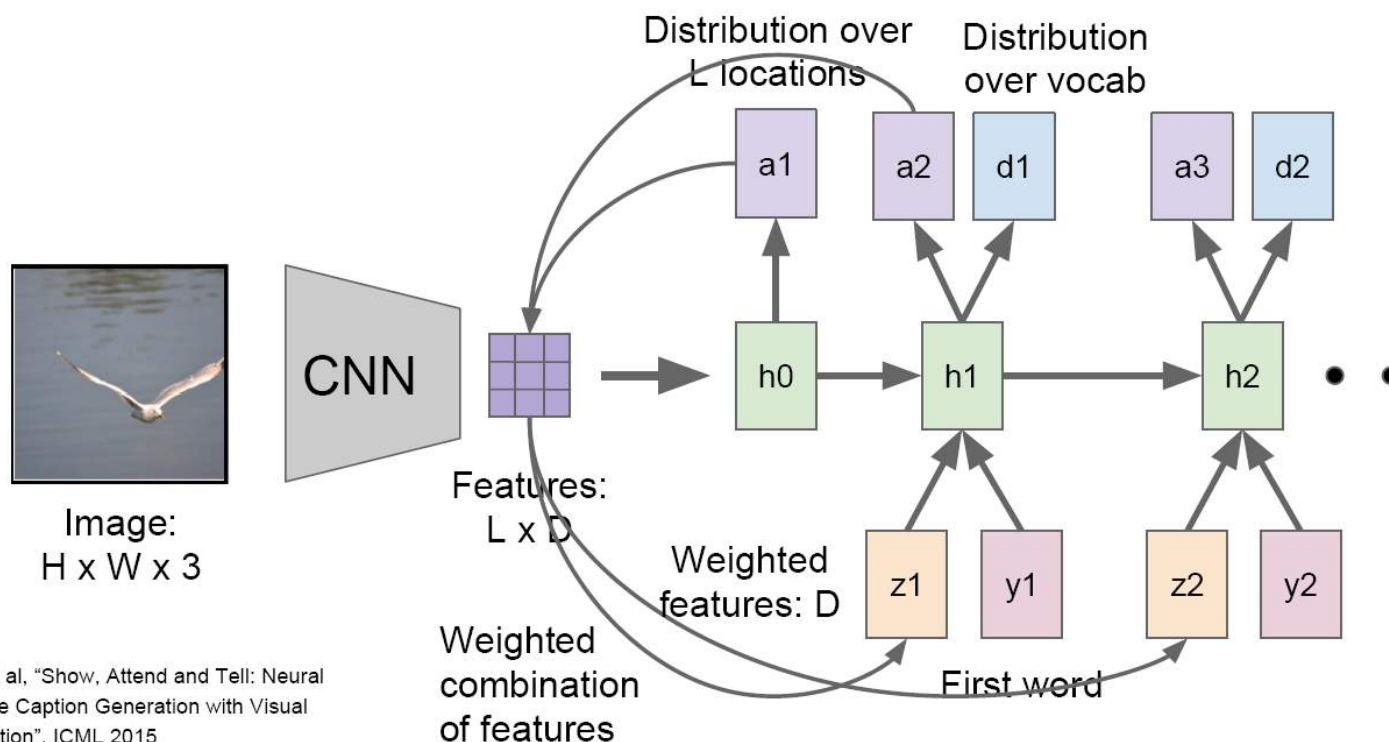 Distribution over
L locations
Distribution
over vocab
a1
a2
d1
a3
d2
CNN
h0
h1
h2
Features:
L x D
Image:
H x W x 3
Weighted
features: D
z1
y1
z2
y2
Weighted
combination
of features
First word
al, “Show, Attend and Tell: Neural
Caption Generation with Visual
ICML 2015